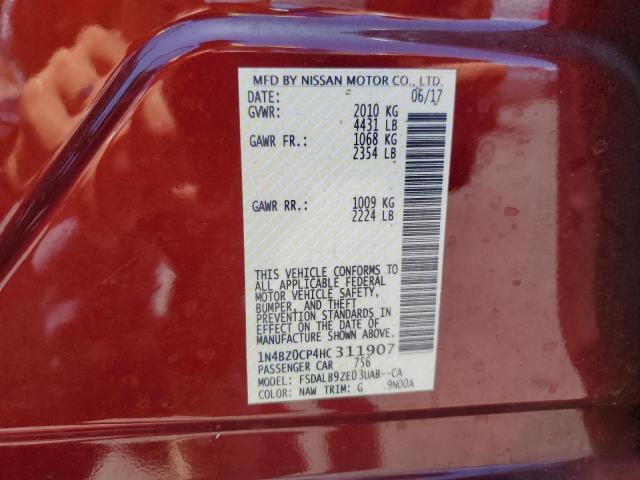 MFD BY NISSAN MOTOR CO., LTD.
DATE: 06/17
GVWR: 2010 KG
4431 LB
GAWR FR.: 1068 KG
2354 LB
GAWR RR.: 1009 KG
2224 LB
THIS VEHICLE CONFORMS TO
ALL APPLICABLE FEDERAL
MOTOR VEHICLE SAFETY,
BUMPER, AND THEFT
PREVENTION STANDARDS IN
EFFECT ON THE DATE OF
MANUFACTURE SHOWN ABOVE.
1N4BZ0CP4HC311907
PASSENGER CAR 756
MODEL: FSDALB9ZE03UAB--CA
COLOR: NAW TRIM: G 9N00A